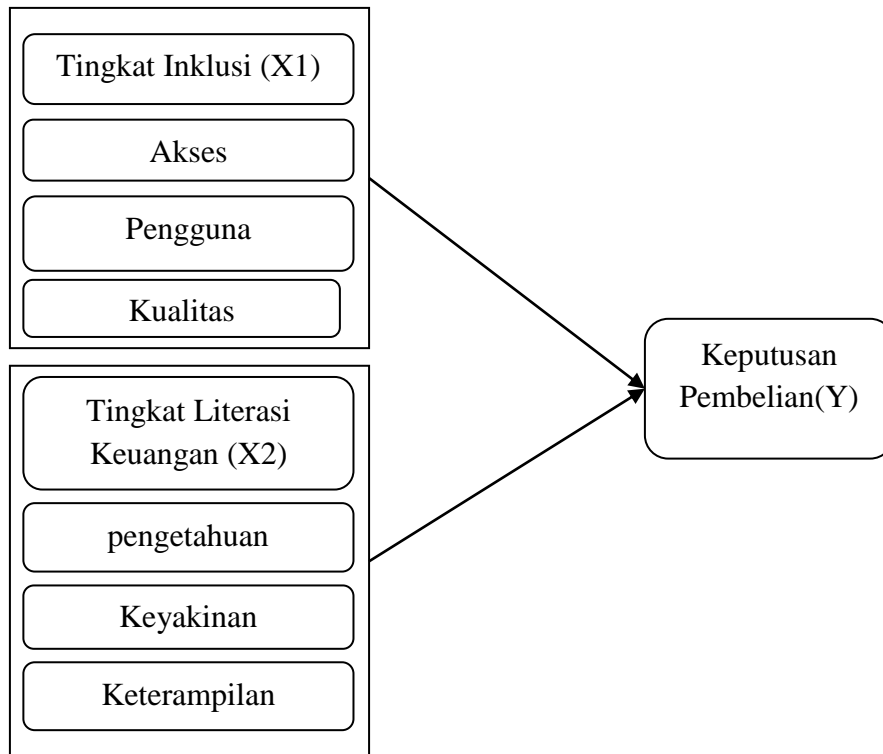 Tingkat Inklusi (X1)
Akses
Pengguna
Kualitas
Tingkat Literasi
Keuangan (X2)
pengetahuan
Keyakinan
Keterampilan
Keputusan
Pembelian(Y)